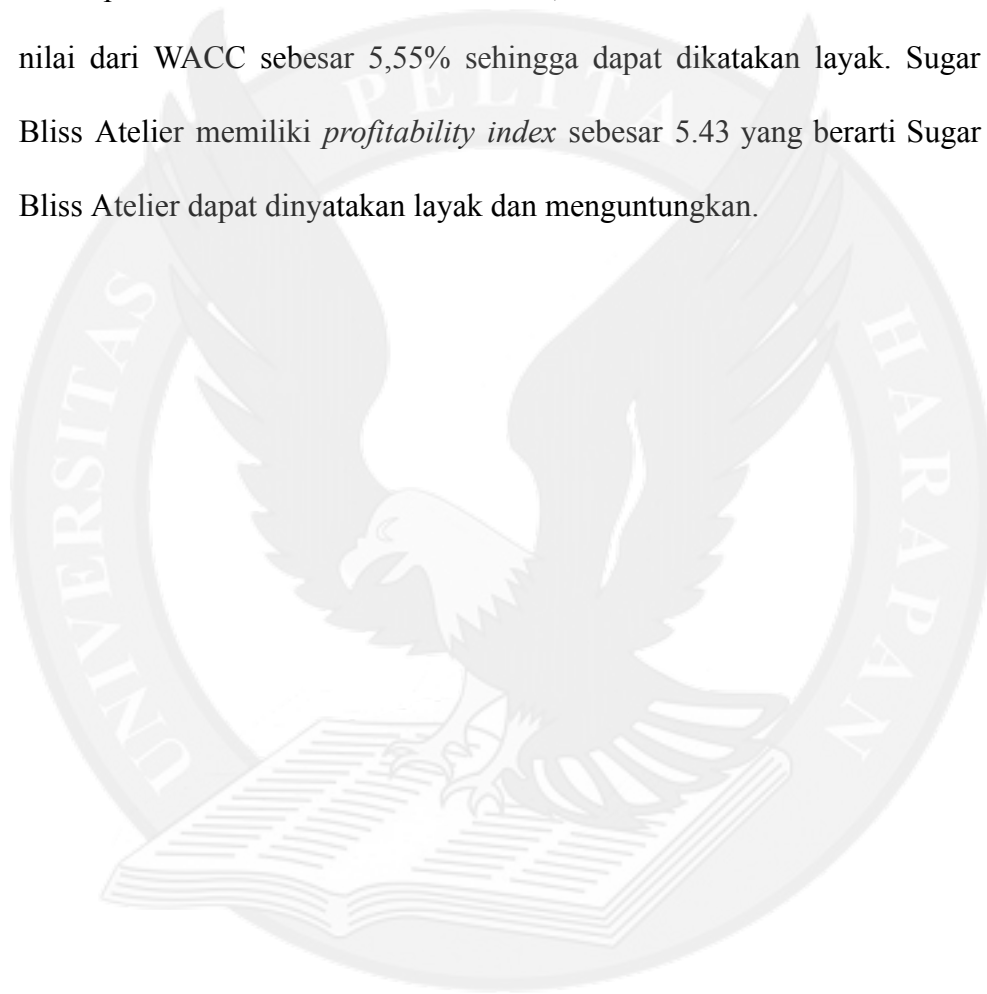 nilai dari WACC sebesar 5,55% sehingga dapat dikatakan layak. Sugar
Bliss Atelier memiliki profitability index sebesar 5.43 yang berarti Sugar
Bliss Atelier dapat dinyatakan layak dan menguntungkan.
UNIVERSITAS PELITA HARAPAN